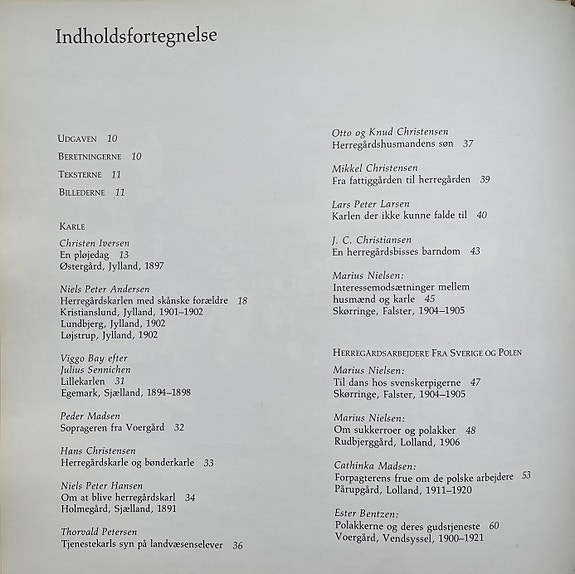 Indholdsfortegnelse
UDGAVEN 10
BERETNINGERNE 10
TEKSTERNE 11
BILLEDERNE 11
KARLE
Christen Iversen
En pløjedag 13
Østergård, Jylland, 1897
Niels Peter Andersen
Herregårdskarlen med skånske forældre 18
Kristianslund, Jylland, 1901–1902
Lundbjerg, Jylland, 1902
Løjstrup, Jylland, 1902
Viggo Bay efter
Julius Sennichen
Lillekarlen 31
Egemark, Sjælland, 1894–1898
Peder Madsen
Soprageren fra Voergård 32
Hans Christensen
Herregårdskarle og bønderkarle 33
Niels Peter Hansen
Om at blive herregårdskarl 34
Holmegård, Sjælland, 1891
Thorvald Petersen
Tjenestekarls syn på landvæsenselever 36
Otto og Knud Christensen
Herregårdshusmandens søn 37
Mikkel Christensen
Fra fattiggården til herregården 39
Lars Peter Larsen
Karlen der ikke kunne falde til 40
J. C. Christiansen
En herregårdsbisses barndom 43
Marius Nielsen:
Interessemodsætninger mellem
husmænd og karle 45
Skørringe, Falster, 1904–1905
HERREGÅRDSARBEJDERE FRA SVERIGE OG POLEN
Marius Nielsen:
Til dans hos svenskerpigerne 47
Skørringe, Falster, 1904–1905
Marius Nielsen:
Om sukkerroer og polakker 48
Rudbjerggård, Lolland, 1906
Cathinka Madsen:
Forpagterens frue om de polske arbejdere 53
Pårupgård, Lolland, 1911–1920
Ester Bentzen:
Polakkerne og deres gudstjeneste 60
Voergård, Vendsyssel, 1900–1921